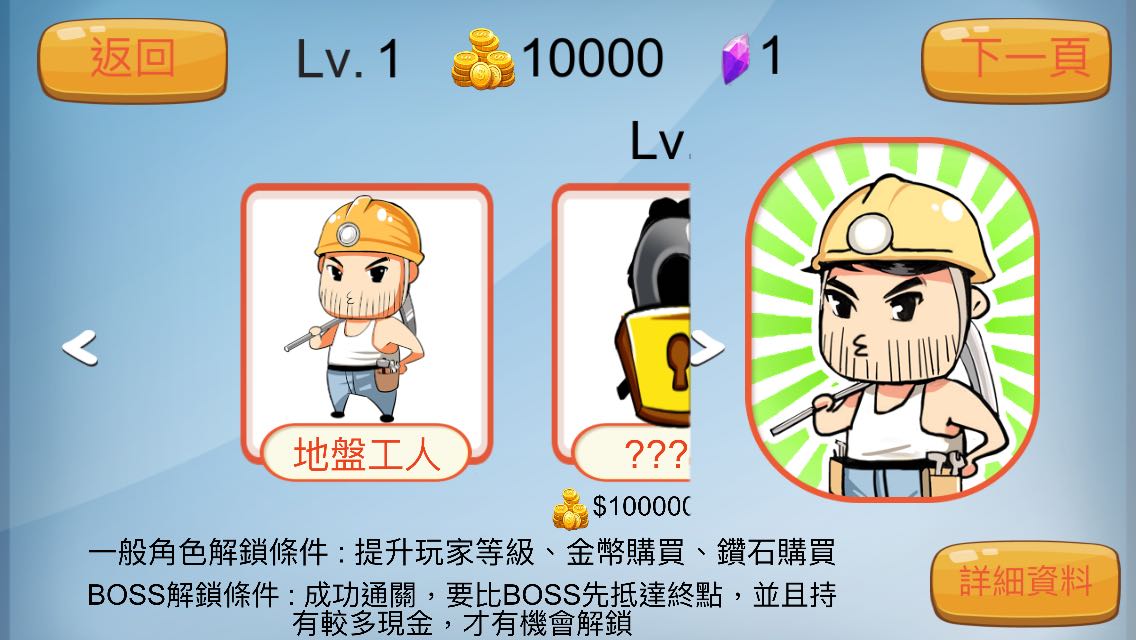 返回
Lv. 1
10000
1
下一頁
Lv.
地盤工人
???
$100000
一般角色解鎖條件 : 提升玩家等級、金幣購買、鑽石購買
BOSS解鎖條件 : 成功通關，要比BOSS先抵達終點，並且持
有較多現金，才有機會解鎖
詳細資料